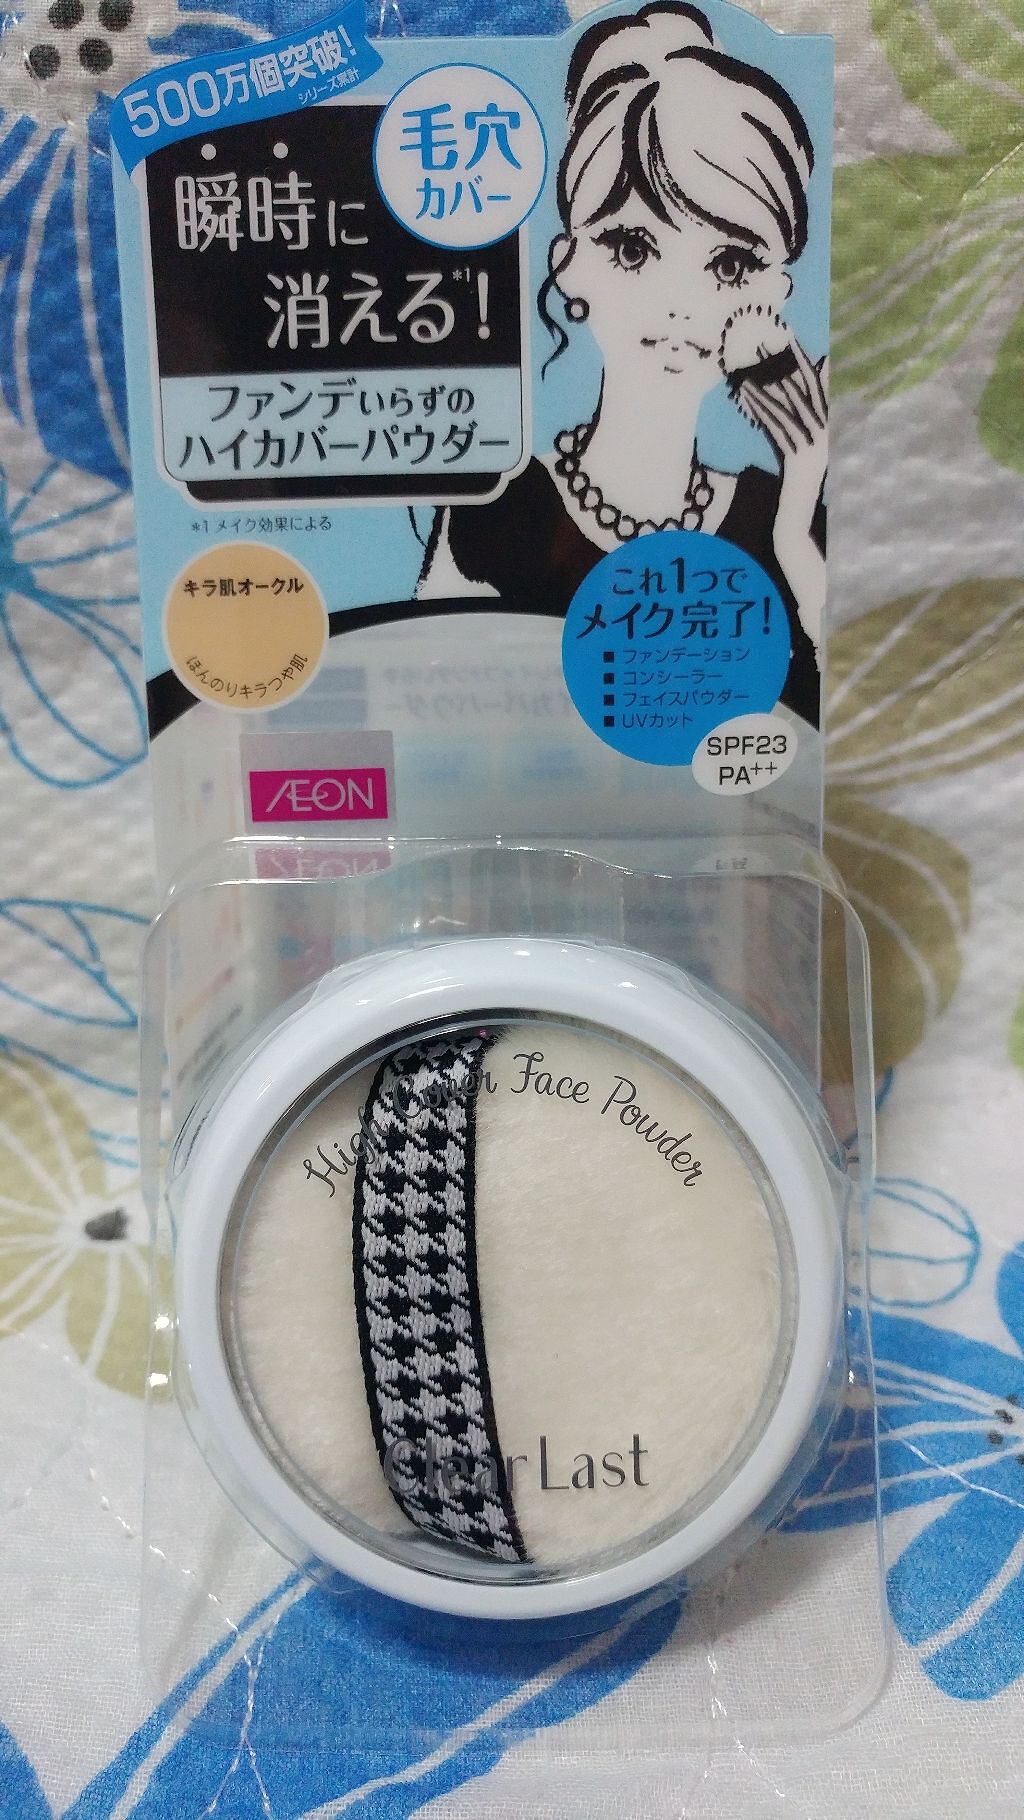 500万個突破!
シリーズ累計
毛穴
カバー
瞬時に
消える*1!
ファンデいらずの
ハイカバーパウダー
*1 メイク効果による
キラ肌オークル
ほんのりキラつや肌
これ1つで
メイク完了!
■ ファンデーション
■ コンシーラー
■ フェイスパウダー
■ UVカット
SPF23
PA++
ÆON
High Cover Face Powder
Clear Last